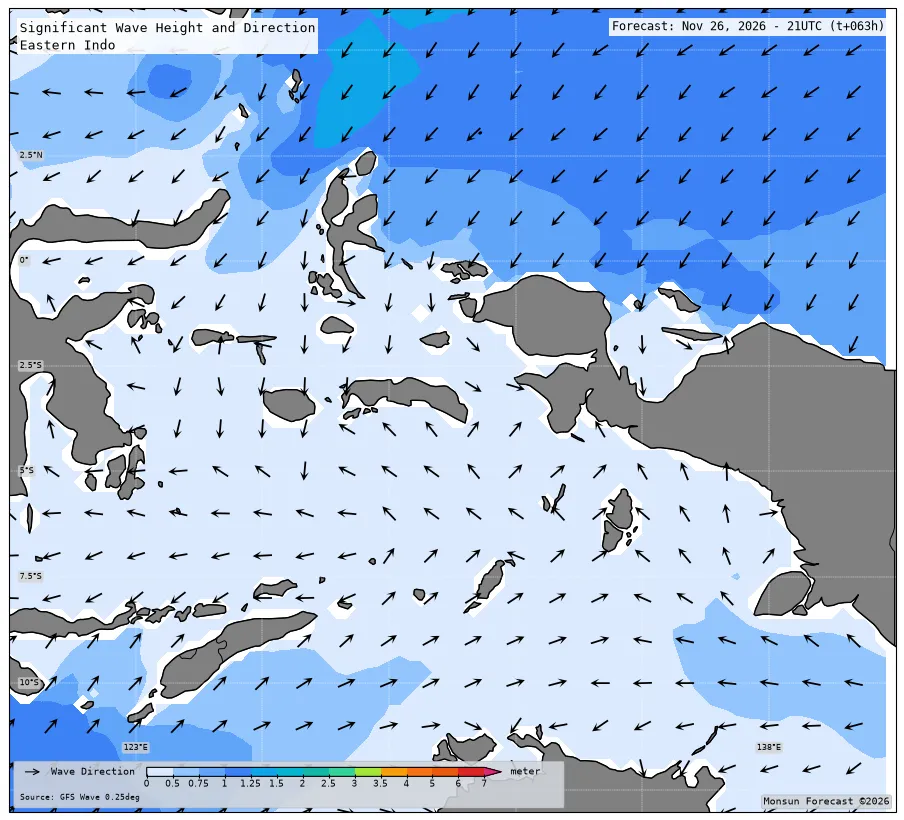 Significant Wave Height and Direction
Eastern Indo
Forecast: Nov 26, 2026 - 21UTC (t+063h)
2.5°N
0°
2.5°S
5°S
7.5°S
10°S
123°E
138°E
Wave Direction
meter
0 0.5 0.75 1 1.25 1.5 2 2.5 3 3.5 4 5 6 7
Source: GFS Wave 0.25deg
Monsun Forecast ©2026